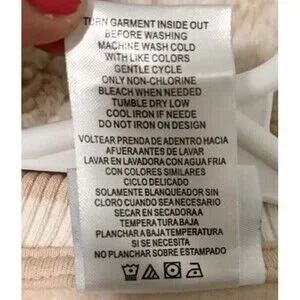 TURN GARMENT INSIDE OUT
BEFORE WASHING
MACHINE WASH COLD
WITH LIKE COLORS
GENTLE CYCLE
ONLY NON-CHLORINE
BLEACH WHEN NEEDED
TUMBLE DRY LOW
COOL IRON IF NEEDE
DO NOT IRON ON DESIGN
VOLTEAR PRENDA DE ADENTRO HACIA
AFUERA ANTES DE LAVAR
LAVAR EN LAVADORA CON AGUA FRIA
CON COLORES SIMILARES
CICLO DELICADO
SOLAMENTE BLANQUEADOR SIN
CLORO CUANDO SEA NECESARIO
SECAR EN SECADORA A
TEMPERATURA BAJA
PLANCHAR A BAJA TEMPERATURA
SI SE NECESITA
NO PLANCHAR SOBRE ESTAMPADO